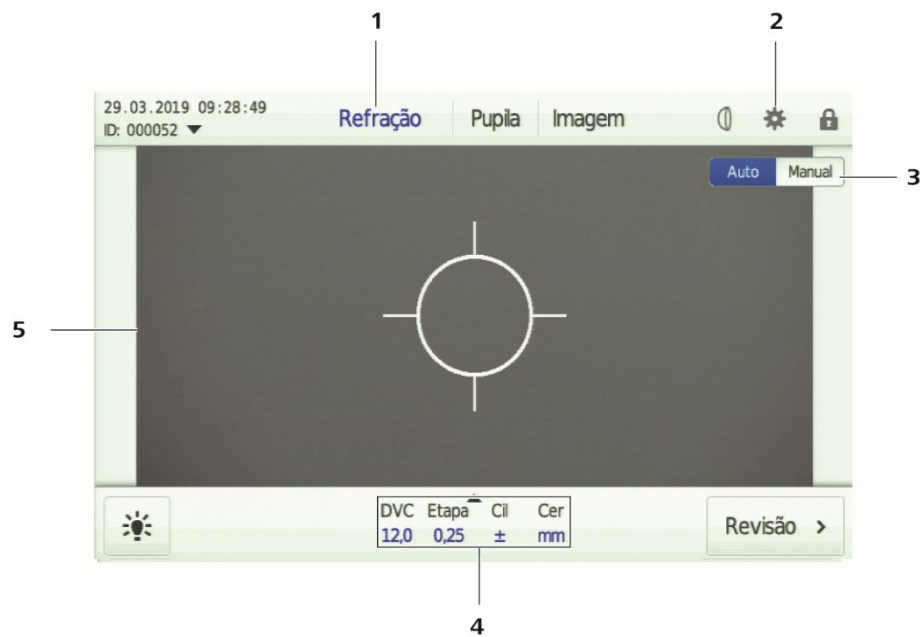 1 2
29.03.2019 09:28:49
ID: 000052
Refração Pupila Imagem
Auto Manual 3
5
DVC Etapa Cil Cer
12,0 0,25 ± mm
Revisão >
4